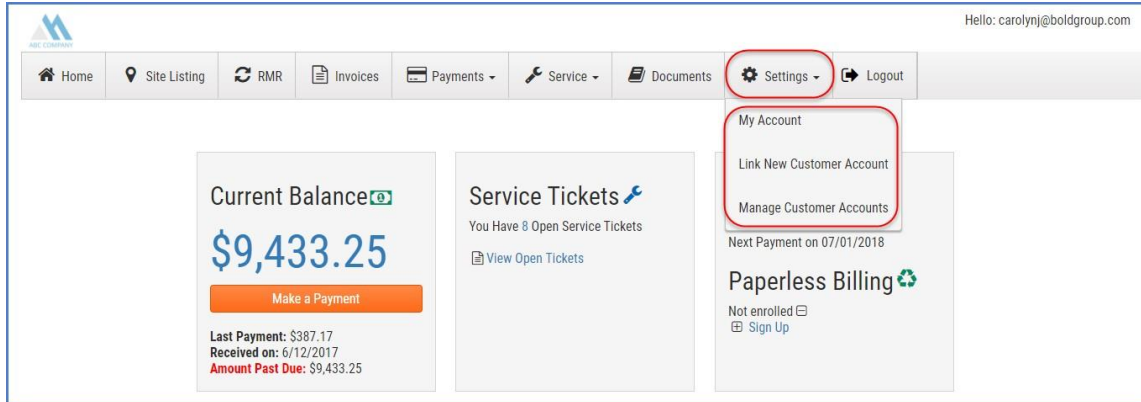 Hello: carolynj@boldgroup.com
ABC COMPANY
Home Site Listing RMR Invoices Payments Service Documents Settings Logout
My Account
Link New Customer Account
Manage Customer Accounts
Current Balance
$9,433.25
Make a Payment
Last Payment: $387.17
Received on: 6/12/2017
Amount Past Due: $9,433.25
Service Tickets
You Have 8 Open Service Tickets
View Open Tickets
Next Payment on 07/01/2018
Paperless Billing
Not enrolled
Sign Up